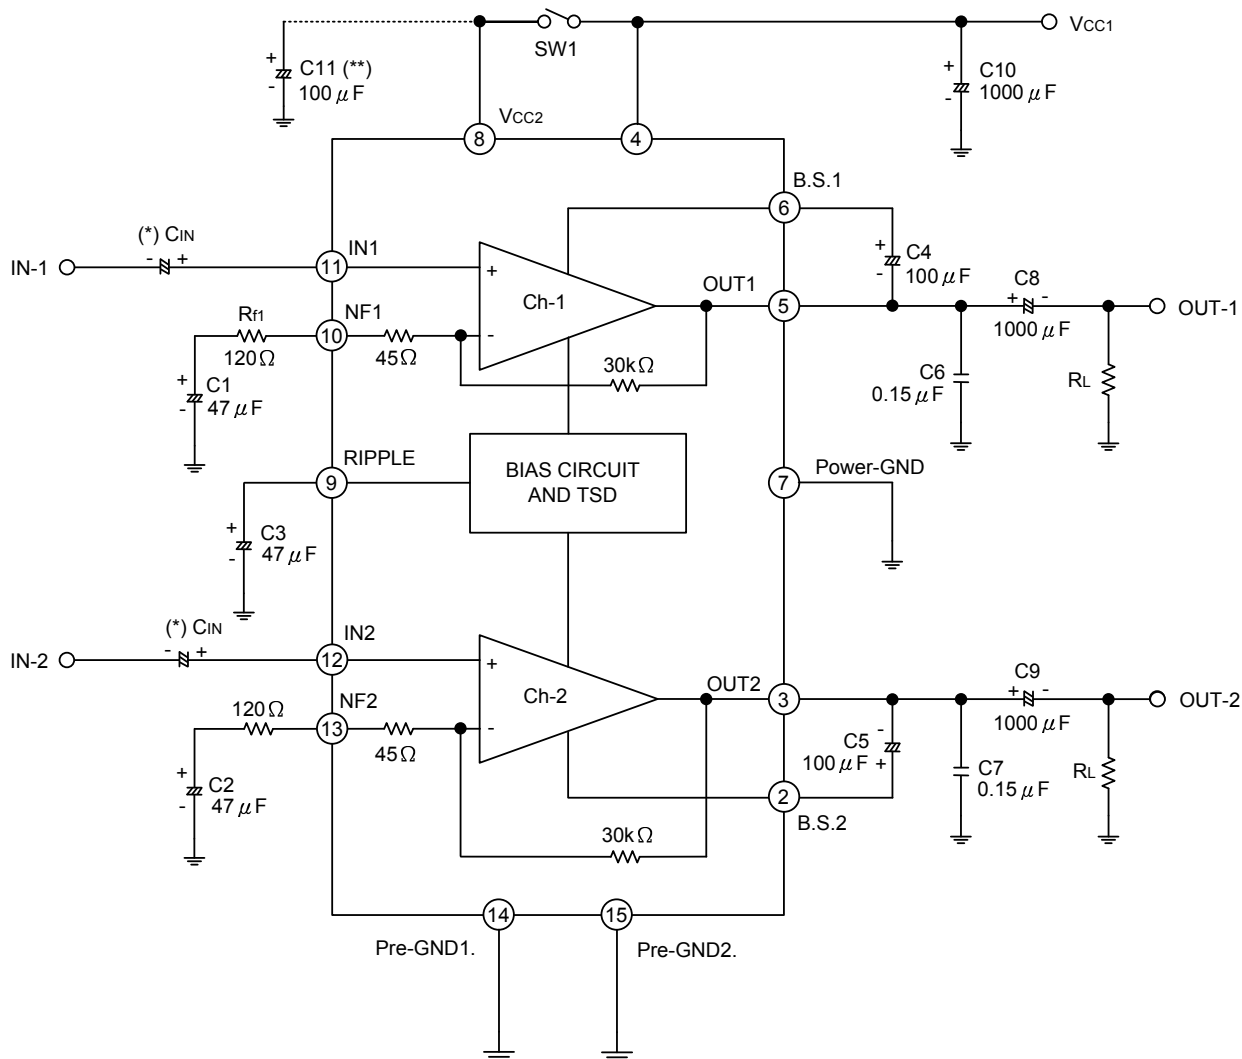 VCC1
SW1
+
-
C11 (**)
100 μF
+
-
C10
1000 μF
VCC2
8
4
B.S.1
6
(*) CIN
- +
IN-1
IN1
11
+
Ch-1
-
OUT1
5
+
-
C4
100 μF
C8
+ -
1000 μF
OUT-1
Rf1
120Ω
NF1
10
45Ω
30kΩ
+
-
C1
47 μF
C6
0.15 μF
RL
RIPPLE
9
BIAS CIRCUIT
AND TSD
Power-GND
7
+
-
C3
47 μF
(*) CIN
- +
IN-2
IN2
12
+
Ch-2
-
OUT2
3
C9
+ -
1000 μF
OUT-2
120Ω
NF2
13
45Ω
-
C5
100 μF
+
C7
0.15 μF
RL
+
-
C2
47 μF
2
B.S.2
30kΩ
14
15
Pre-GND1.
Pre-GND2.